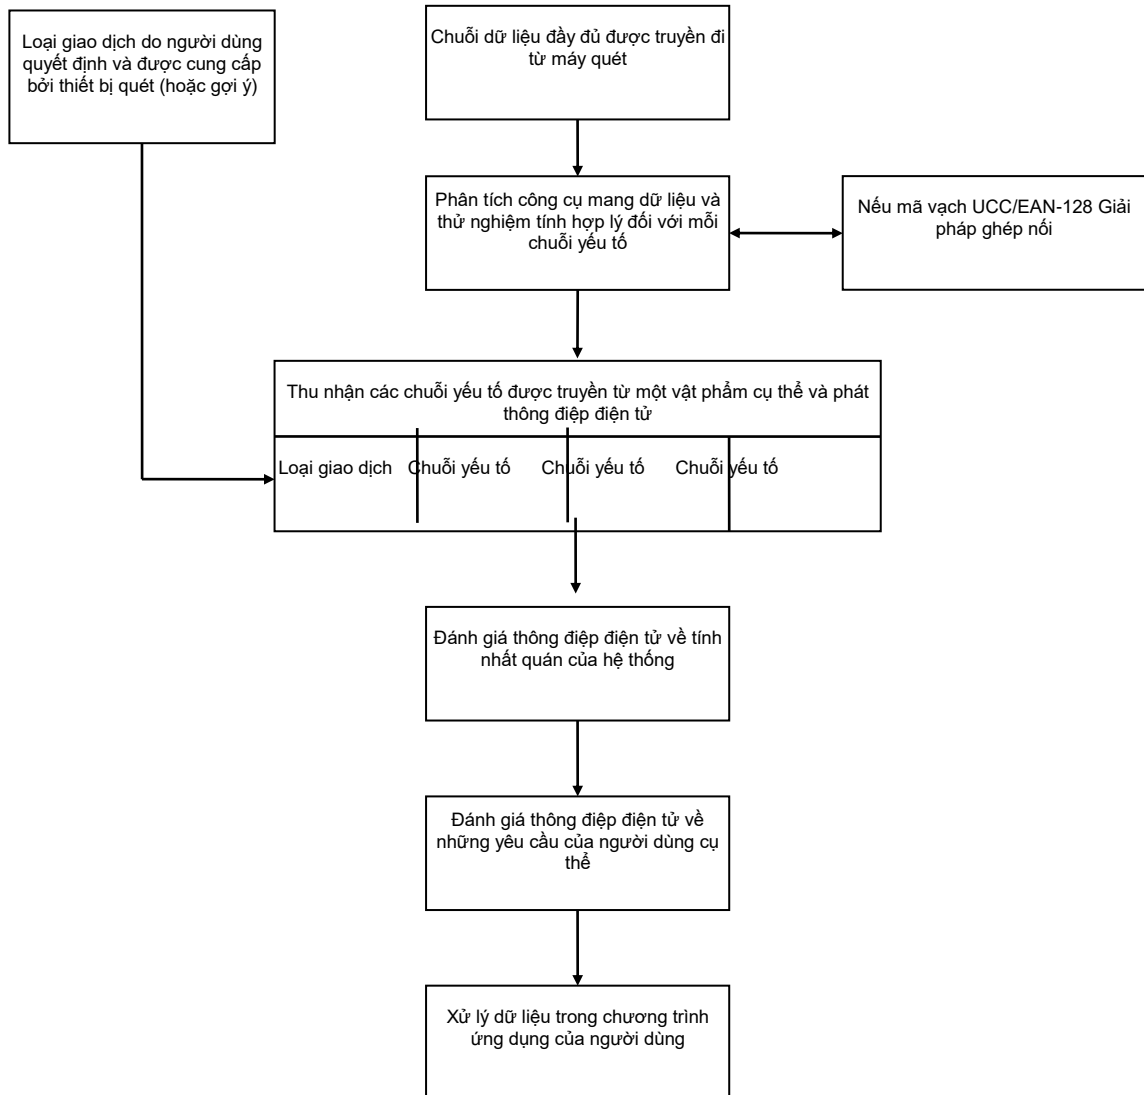 Loại giao dịch do người dùng
quyết định và được cung cấp
bởi thiết bị quét (hoặc gợi ý)
Chuỗi dữ liệu đầy đủ được truyền đi
từ máy quét
Phân tích công cụ mang dữ liệu và
thử nghiệm tính hợp lý đối với mỗi
chuỗi yếu tố
Nếu mã vạch UCC/EAN-128 Giải
pháp ghép nối
Thu nhận các chuỗi yếu tố được truyền từ một vật phẩm cụ thể và phát
thông điệp điện tử
Loại giao dịch Chuỗi yếu tố Chuỗi yếu tố Chuỗi yếu tố
Đánh giá thông điệp điện tử về tính
nhất quán của hệ thống
Đánh giá thông điệp điện tử về
những yêu cầu của người dùng cụ
thể
Xử lý dữ liệu trong chương trình
ứng dụng của người dùng